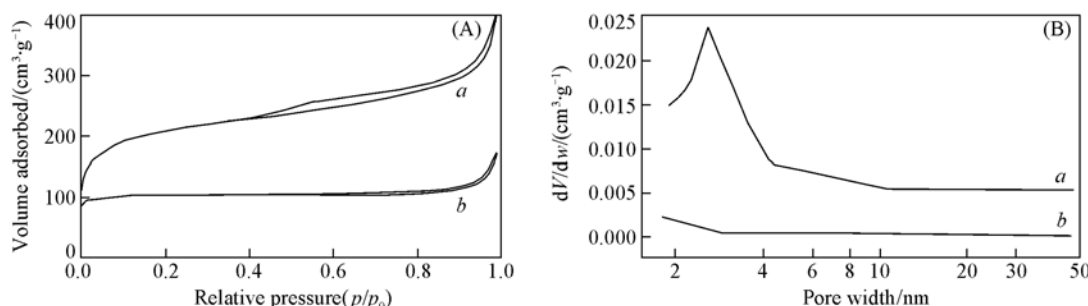 (A)
Volume adsorbed/(cm³·g⁻¹)
400
300
200
100
0
a
b
0.0 0.2 0.4 0.6 0.8 1.0
Relative pressure(p/p₀)
(B)
dV/dw/(cm³·g⁻¹)
0.025
0.020
0.015
0.010
0.005
0.000
a
b
2 4 6 8 10 20 30 50
Pore width/nm